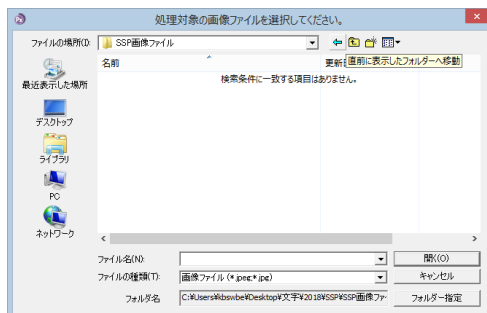 処理対象の画像ファイルを選択してください。
ファイルの場所(I):
SSP画像ファイル
名前
直前に表示したフォルダーへ移動
検索条件に一致する項目はありません。
最近表示した場所
デスクトップ
ライブラリ
PC
ネットワーク
ファイル名(N):
開く(O)
ファイルの種類(T):
画像ファイル (*.jpeg;*.jpg)
キャンセル
フォルダ名
C:¥Users¥kbswbe¥Desktop¥文字¥2018¥SSP¥SSP画像ファ
フォルダー指定